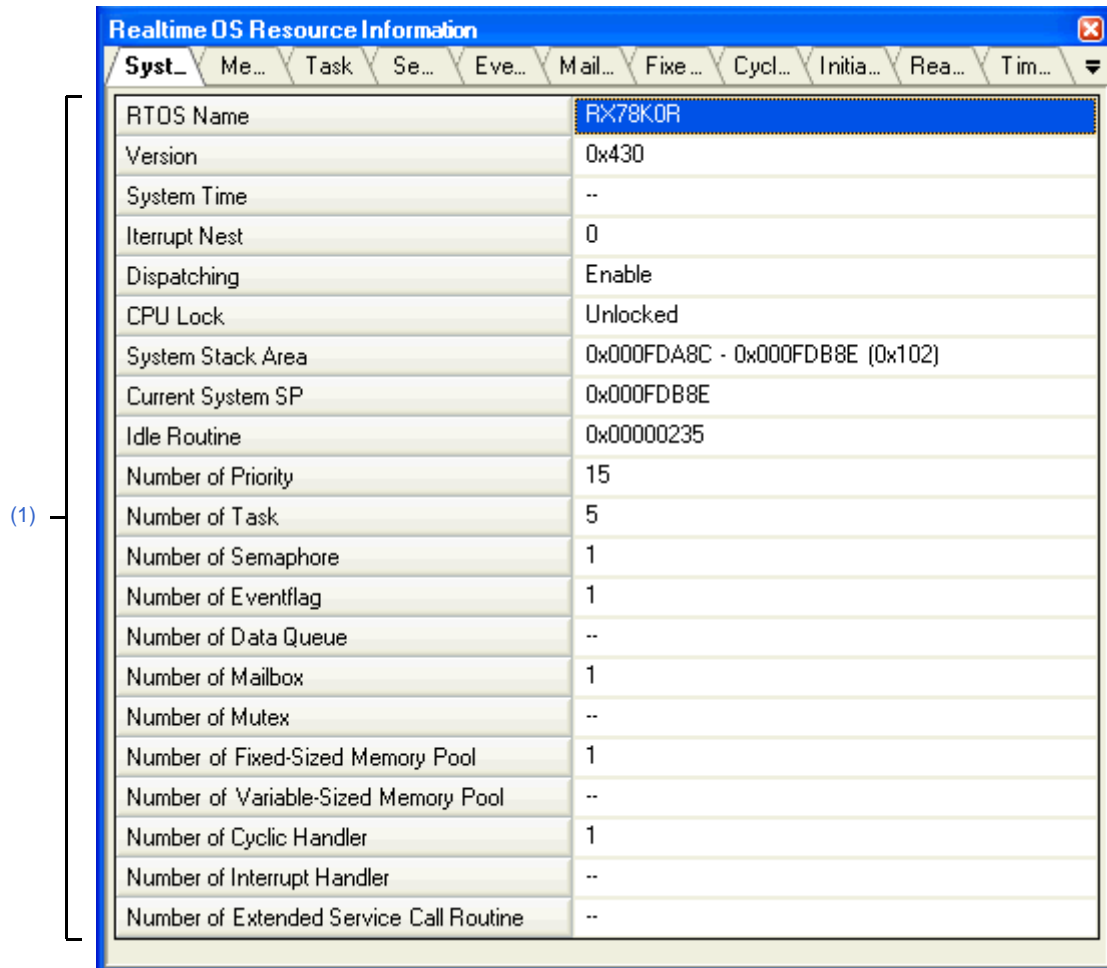 Realtime OS Resource Information
Syst... Me... Task Se... Eve... Mail... Fixe... Cycl... Initia... Rea... Tim...
RTOS Name RX78K0R
Version 0x430
System Time --
Iterrupt Nest 0
Dispatching Enable
CPU Lock Unlocked
System Stack Area 0x000FDA8C - 0x000FDB8E (0x102)
Current System SP 0x000FDB8E
Idle Routine 0x00000235
Number of Priority 15
(1)
Number of Task 5
Number of Semaphore 1
Number of Eventflag 1
Number of Data Queue --
Number of Mailbox 1
Number of Mutex --
Number of Fixed-Sized Memory Pool 1
Number of Variable-Sized Memory Pool --
Number of Cyclic Handler 1
Number of Interrupt Handler --
Number of Extended Service Call Routine --